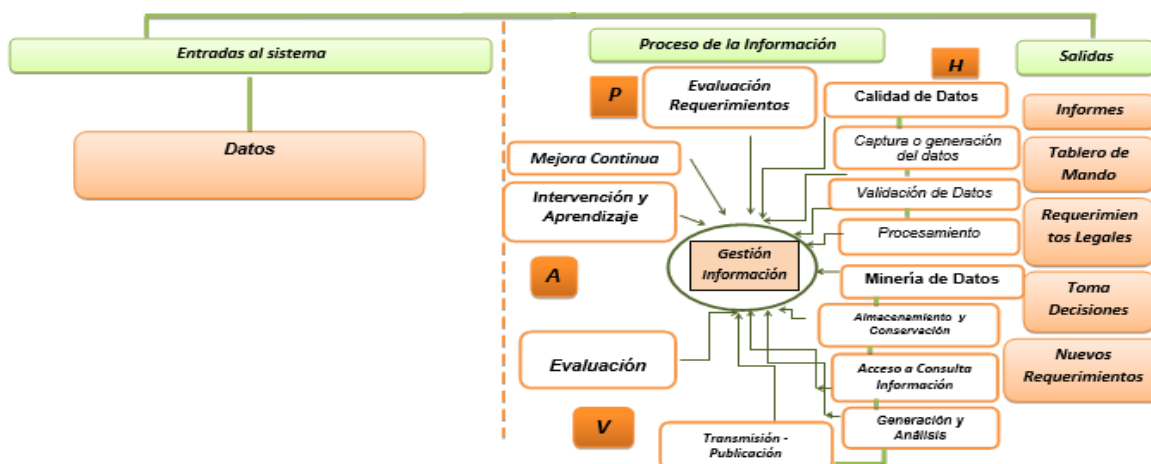 Entradas al sistema
Datos
Proceso de la Información
P
Evaluación
Requerimientos
H
Calidad de Datos
Captura o generación
del datos
Validación de Datos
Procesamiento
Minería de Datos
Almacenamiento y
Conservación
Acceso a Consulta
Información
Generación y
Análisis
Transmisión -
Publicación
V
Evaluación
A
Intervención y
Aprendizaje
Mejora Continua
Gestión
Información
Salidas
Informes
Tablero de
Mando
Requerimien
tos Legales
Toma
Decisiones
Nuevos
Requerimientos